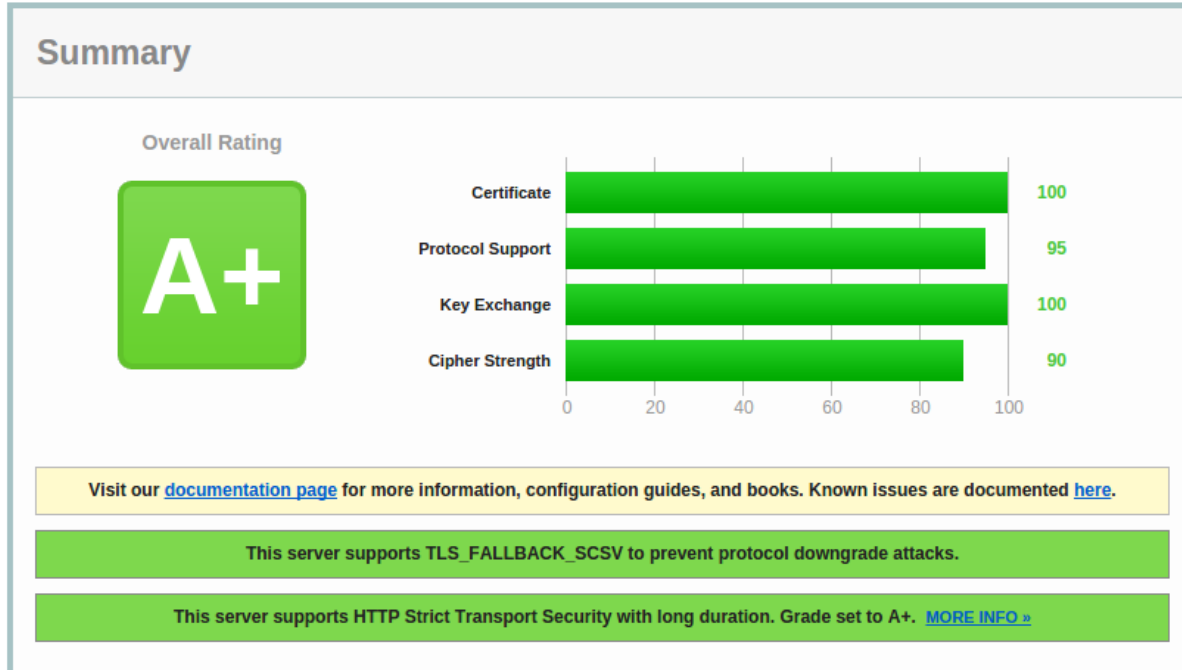 Summary
Overall Rating
A+
Certificate 100
Protocol Support 95
Key Exchange 100
Cipher Strength 90
0 20 40 60 80 100
Visit our documentation page for more information, configuration guides, and books. Known issues are documented here.
This server supports TLS_FALLBACK_SCSV to prevent protocol downgrade attacks.
This server supports HTTP Strict Transport Security with long duration. Grade set to A+. MORE INFO »